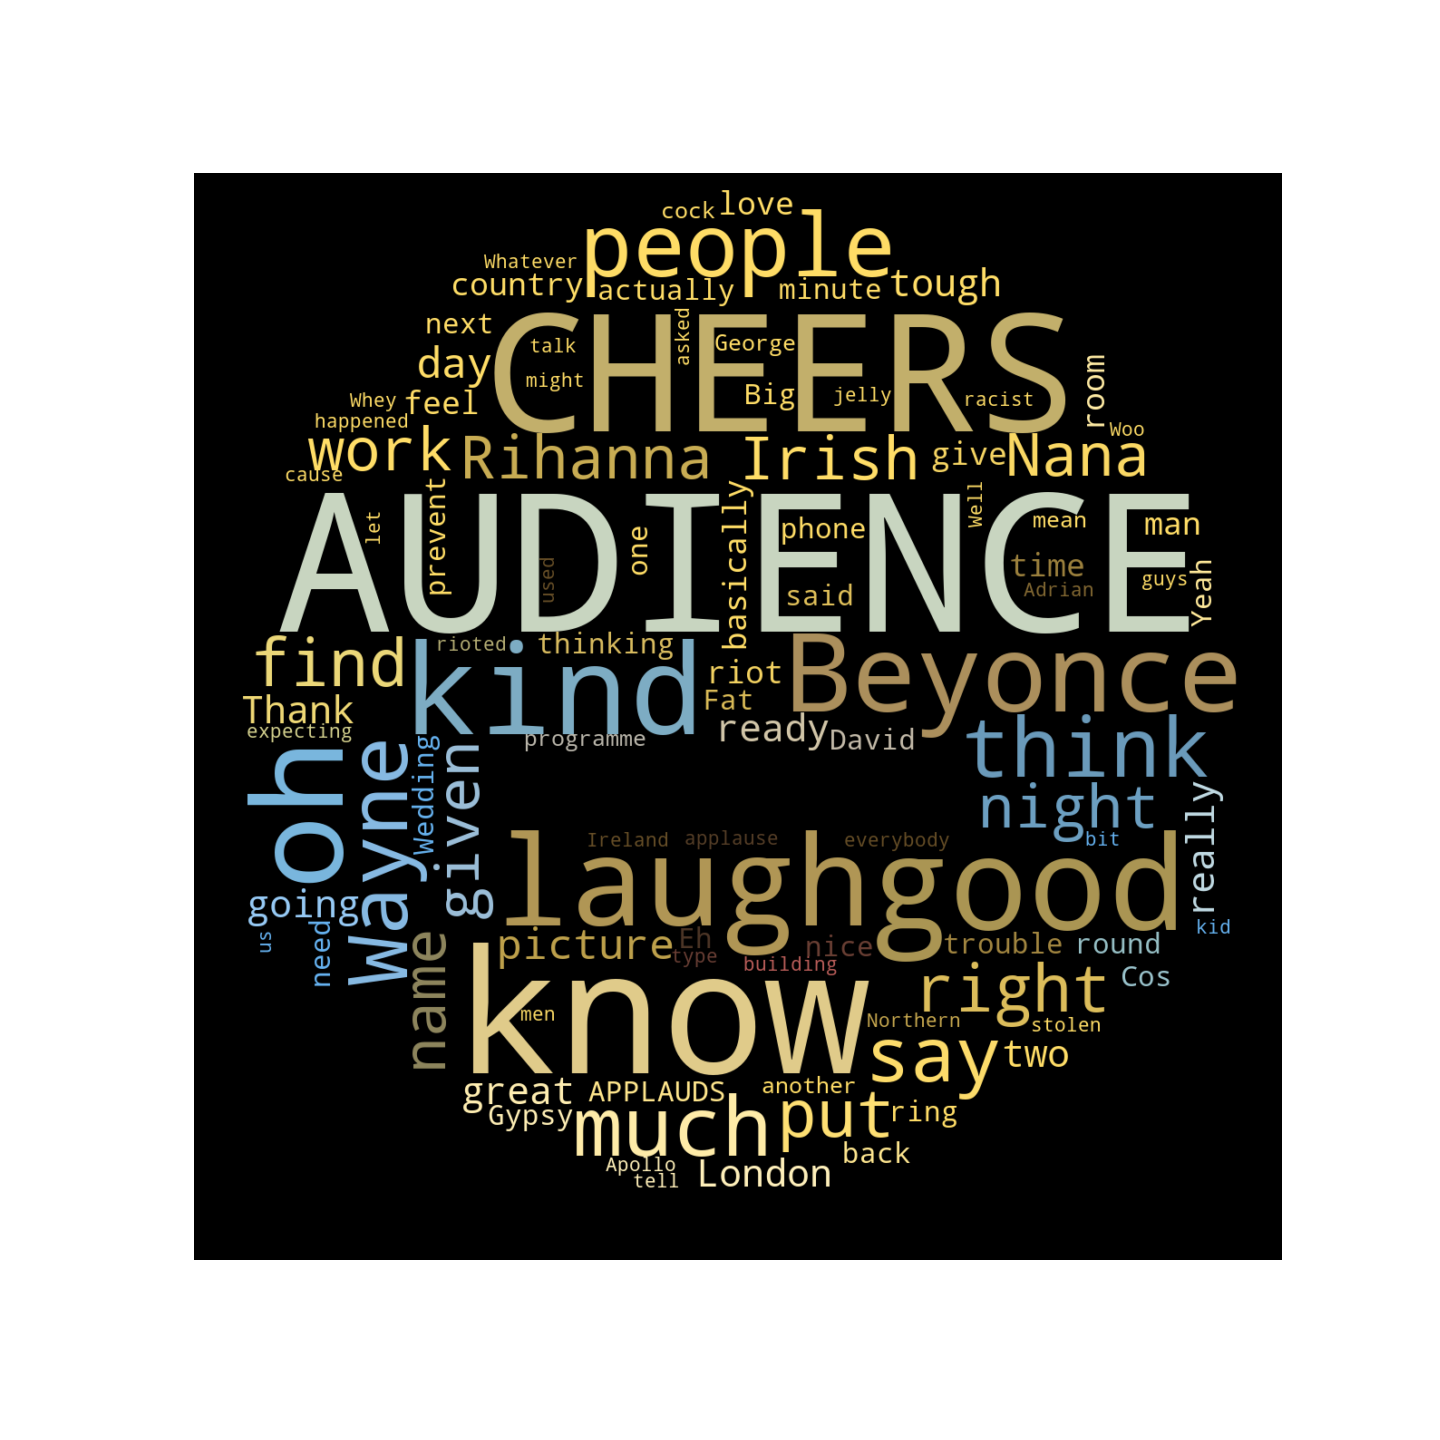 cock love
people
Whatever
country actually minute tough
CHEERS
next
talk
asked
George
day
might
Big jelly racist
room
Whey feel
happened
Woo
work Rihanna Irish give Nana
cause
AUDIENCE
let
prevent
used
one
basically
phone
Well
mean man
said
time
Adrian
guys
Yeah
find
rioted thinking
kind
riot
Beyonce
Thank
Fat
expecting
programme
ready David
think
oh
Wayne
Wedding
given
night
bit
really
Ireland applause everybody
laugh good
going
us
need
kid
name
picture Eh nice trouble round
type building
know
right Cos
men
Northern stolen
say two
great APPLAUDS another
Gypsy much put ring
back
Apollo
tell London